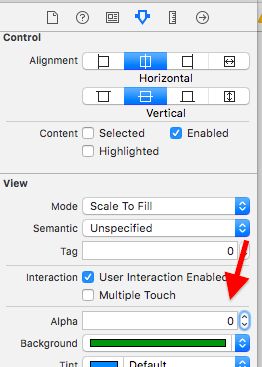 Control
Alignment
Horizontal
Vertical
Content Selected Enabled
Highlighted
View
Mode Scale To Fill
Semantic Unspecified
Tag 0
Interaction User Interaction Enabled
Multiple Touch
Alpha 0
Background
Tint Default